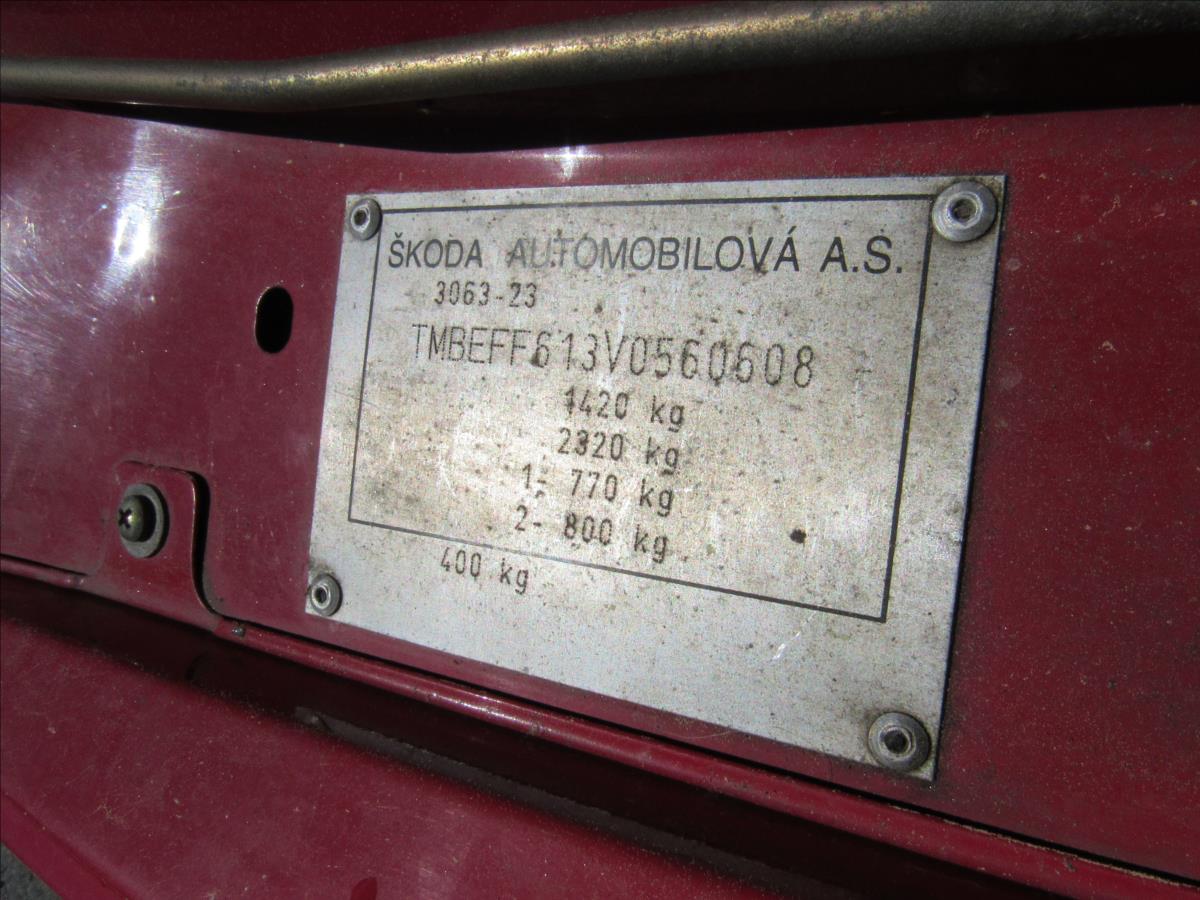 ŠKODA AUTOMOBILOVÁ A.S.
3063-23
TMBEFF613V0560608
1420 kg
2320 kg
1- 770 kg
2- 800 kg
400 kg